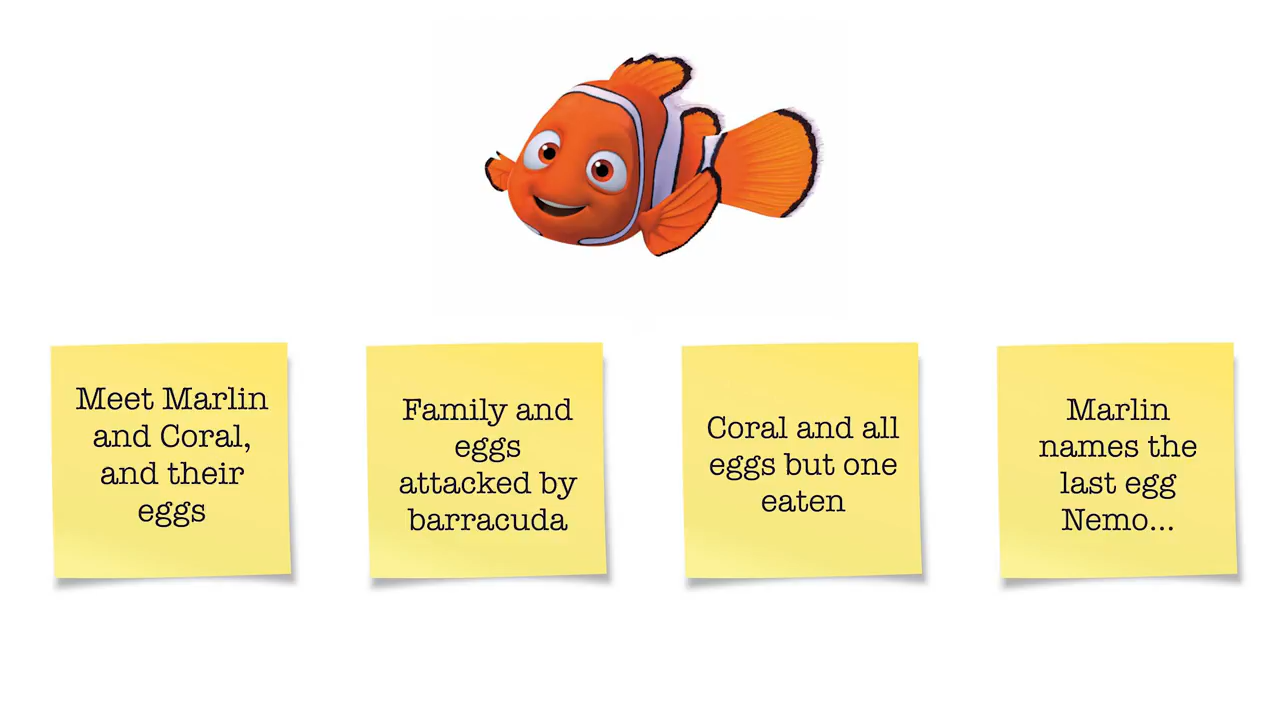 Meet Marlin
and Coral,
and their
eggs
Family and
eggs
attacked by
barracuda
Coral and all
eggs but one
eaten
Marlin
names the
last egg
Nemo...